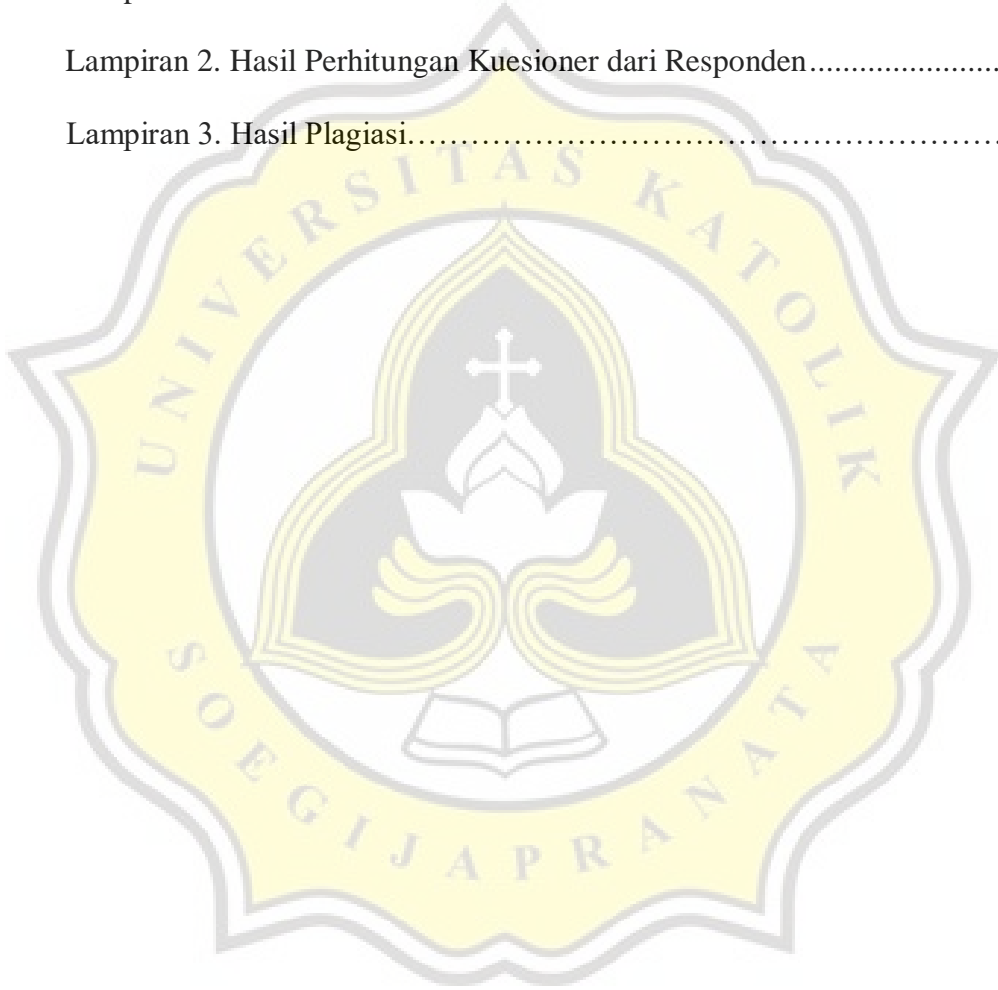 Lampiran 2. Hasil Perhitungan Kuesioner dari Responden.......................
Lampiran 3. Hasil Plagiasi……………………………………………………
UNIVERSITAS KATOLIK
SOEGIJAPRANATA